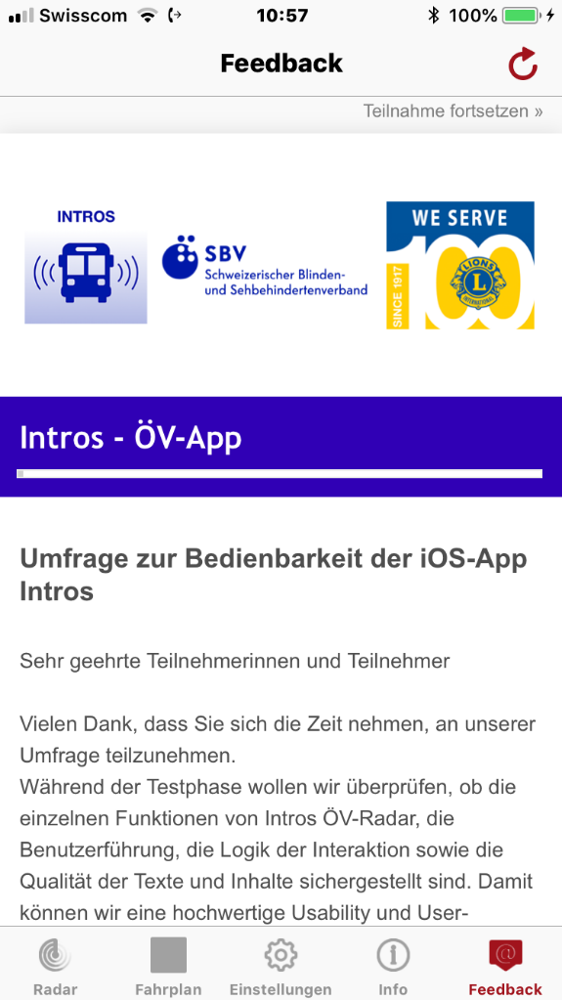 Swisscom 10:57 100%
Feedback
Teilnahme fortsetzen »
INTROS
SBV
Schweizerischer Blinden-
und Sehbehindertenverband
WE SERVE
SINCE 1917
100
LIONS
L
INTERNATIONAL
Intros - ÖV-App
Umfrage zur Bedienbarkeit der iOS-App
Intros
Sehr geehrte Teilnehmerinnen und Teilnehmer
Vielen Dank, dass Sie sich die Zeit nehmen, an unserer
Umfrage teilzunehmen.
Während der Testphase wollen wir überprüfen, ob die
einzelnen Funktionen von Intros ÖV-Radar, die
Benutzerführung, die Logik der Interaktion sowie die
Qualität der Texte und Inhalte sichergestellt sind. Damit
können wir eine hochwertige Usability und User-
@
Radar Fahrplan Einstellungen Info Feedback